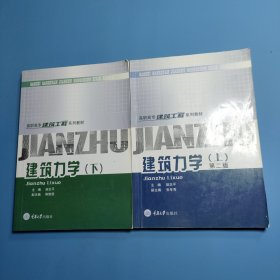 高职高专建筑工程系列教材
JIANZHU
建筑力学(下)
Jianzhu Lixue
重庆大学出版社
高职高专建筑工程系列教材
JIANZHU
建筑力学(上)
第二版
Jianzhu Lixue
重庆大学出版社